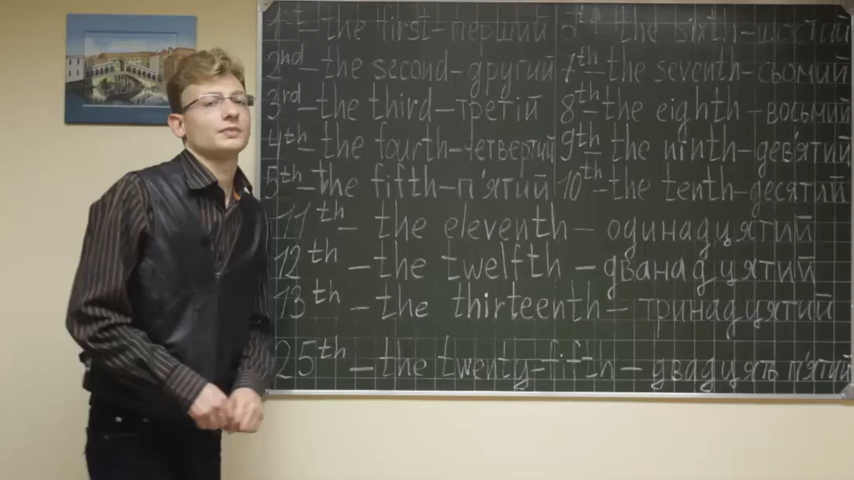 1st - the first - перший 6th - the sixth - шостий
2nd - the second - другий 7th - the seventh - сьомий
3rd - the third - третій 8th - the eighth - восьмий
4th - the fourth - четвертий 9th - the ninth - дев'ятий
5th - the fifth - п'ятий 10th - the tenth - десятий
11th - the eleventh - одинадцятий
12th - the twelfth - дванадцятий
13th - the thirteenth - тринадцятий
25th - the twenty-fifth - двадцять п'ятий